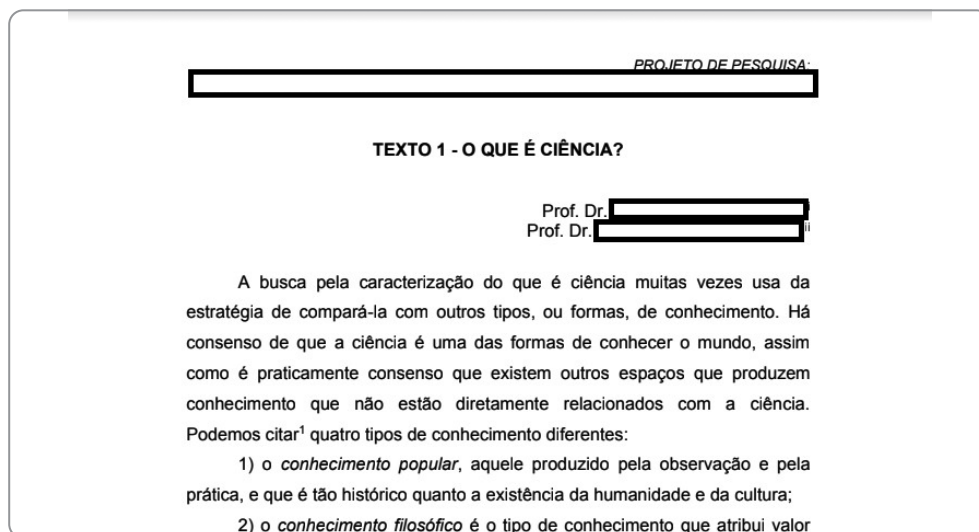 PROJETO DE PESQUISA:
TEXTO 1 - O QUE É CIÊNCIA?
Prof. Dr.
Prof. Dr. ii
A busca pela caracterização do que é ciência muitas vezes usa da
estratégia de compará-la com outros tipos, ou formas, de conhecimento. Há
consenso de que a ciência é uma das formas de conhecer o mundo, assim
como é praticamente consenso que existem outros espaços que produzem
conhecimento que não estão diretamente relacionados com a ciência.
Podemos citar¹ quatro tipos de conhecimento diferentes:
1) o conhecimento popular, aquele produzido pela observação e pela
prática, e que é tão histórico quanto a existência da humanidade e da cultura;
2) o conhecimento filosófico é o tipo de conhecimento que atribui valor